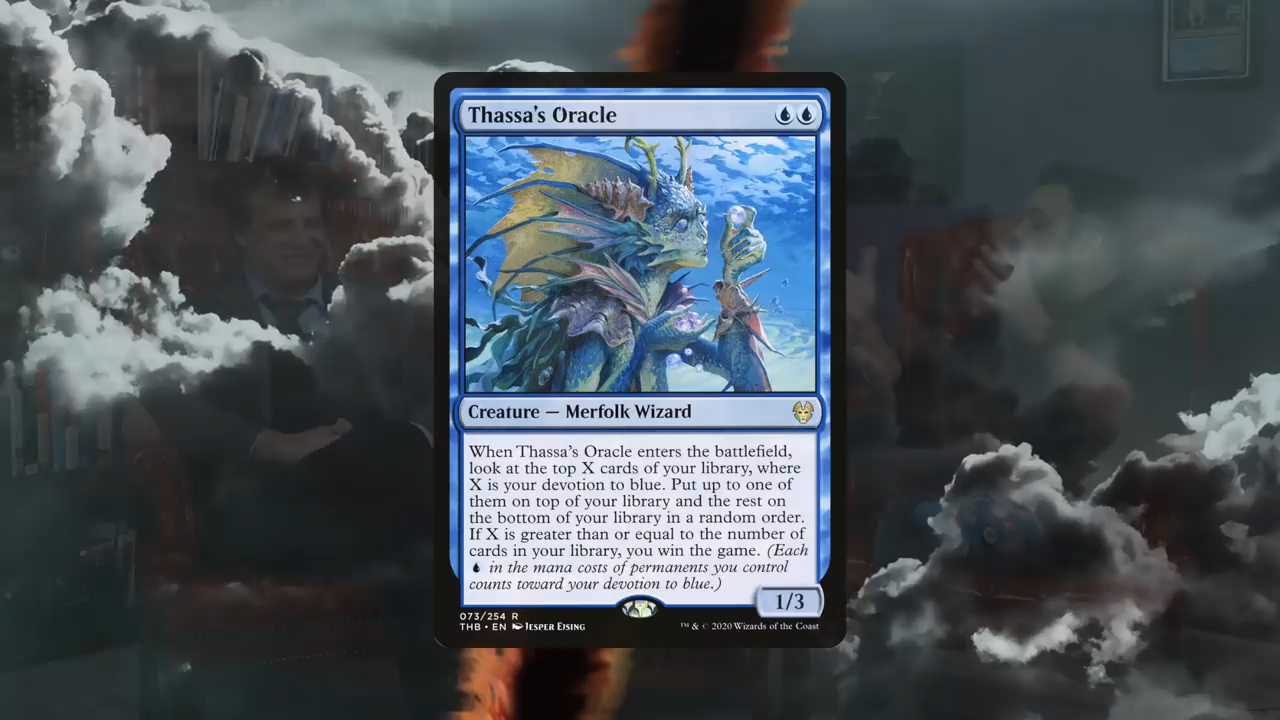 Thassa's Oracle
Creature — Merfolk Wizard
When Thassa's Oracle enters the battlefield,
look at the top X cards of your library, where
X is your devotion to blue. Put up to one of
them on top of your library and the rest on
the bottom of your library in a random order.
If X is greater than or equal to the number of
cards in your library, you win the game. (Each
in the mana costs of permanents you control
counts toward your devotion to blue.)
1/3
073/254 R
THB • EN Jesper Ejsing
™ & © 2020 Wizards of the Coast